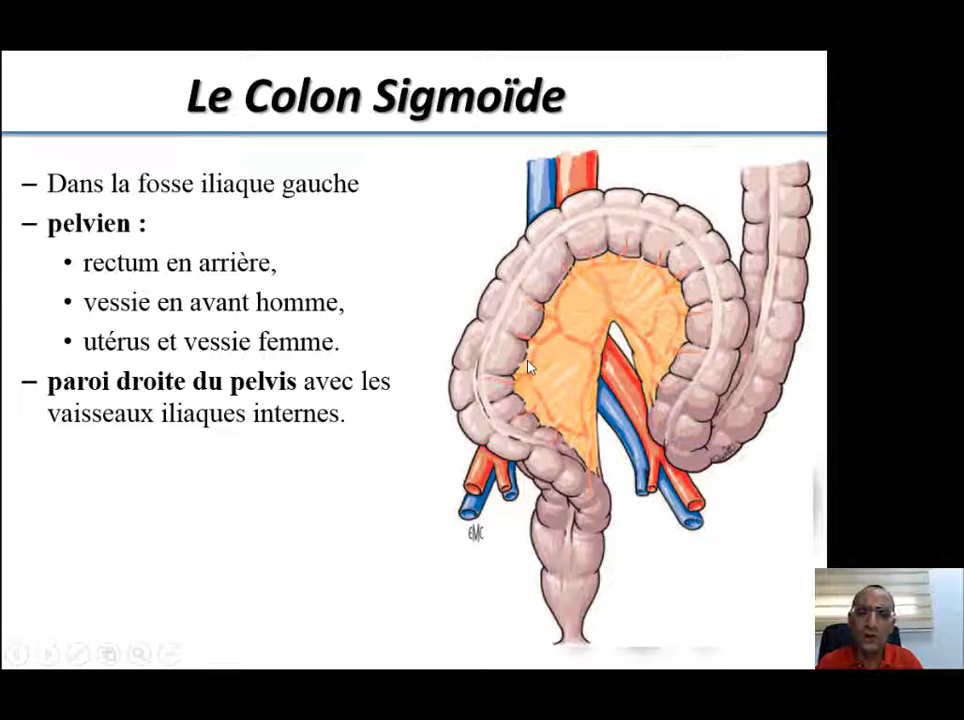 Le Colon Sigmoïde
– Dans la fosse iliaque gauche
– pelvien :
• rectum en arrière,
• vessie en avant homme,
• utérus et vessie femme.
– paroi droite du pelvis avec les
vaisseaux iliaques internes.
EMC